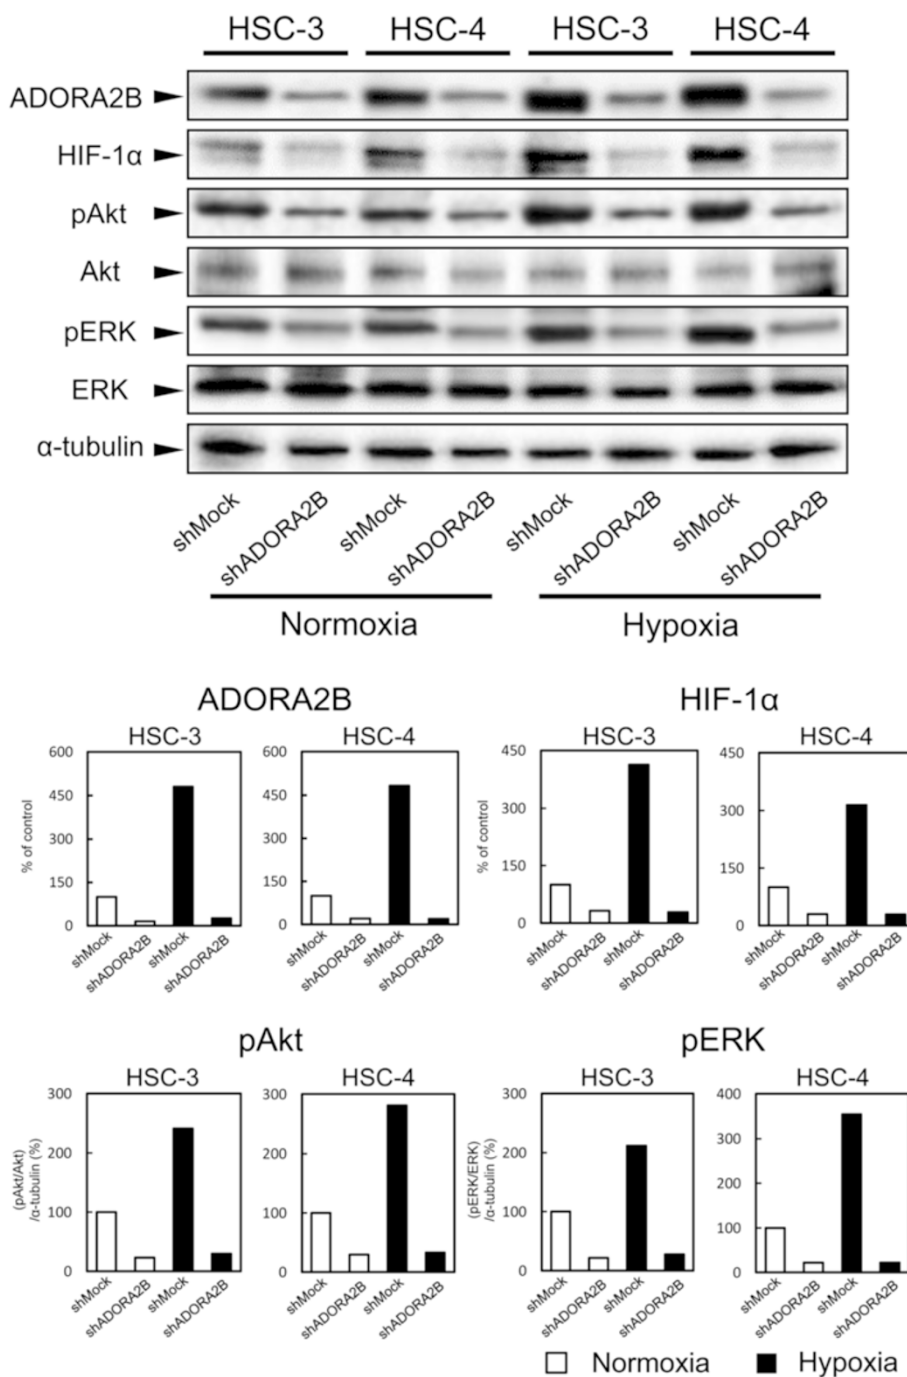 HSC-3 HSC-4 HSC-3 HSC-4
ADORA2B
HIF-1α
pAkt
Akt
pERK
ERK
α-tubulin
shMock shADORA2B shMock shADORA2B shMock shADORA2B shMock shADORA2B
Normoxia Hypoxia
ADORA2B HIF-1α
HSC-3 HSC-4 HSC-3 HSC-4
% of control
600
450
300
150
0
shMock shADORA2B shMock shADORA2B
600
450
300
150
0
shMock shADORA2B shMock shADORA2B
% of control
450
300
150
0
shMock shADORA2B shMock shADORA2B
450
300
150
0
shMock shADORA2B shMock shADORA2B
pAkt pERK
HSC-3 HSC-4 HSC-3 HSC-4
(pAkt/Akt)
/α-tubulin (%)
300
200
100
0
shMock shADORA2B shMock shADORA2B
300
200
100
0
shMock shADORA2B shMock shADORA2B
(pERK/ERK)
/α-tubulin (%)
300
200
100
0
shMock shADORA2B shMock shADORA2B
400
300
200
100
0
shMock shADORA2B shMock shADORA2B
Normoxia Hypoxia